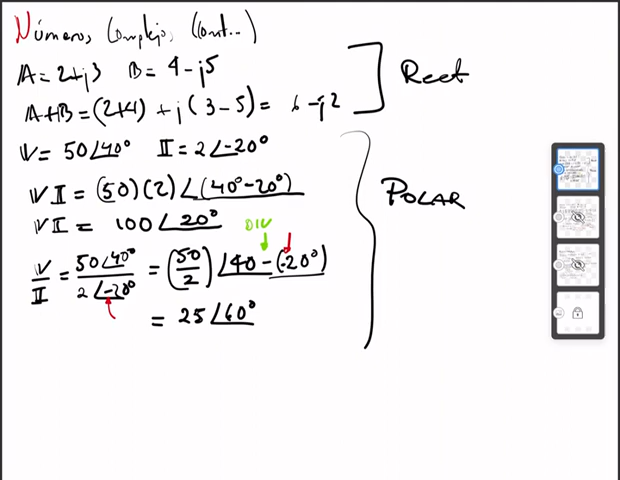 Números Complejos (Cont...)
A = 2+j3 B = 4-j5
A+B = (2+4) + j(3-5) = 6-j2
Rect
V = 50∠40° I = 2∠-20°
VI = (50)(2)∠(40°-20°)
VI = 100∠20°
POLAR
DIV
V/I = 50∠40°/2∠-20° = (50/2)∠40-(-20°)
= 25∠60°